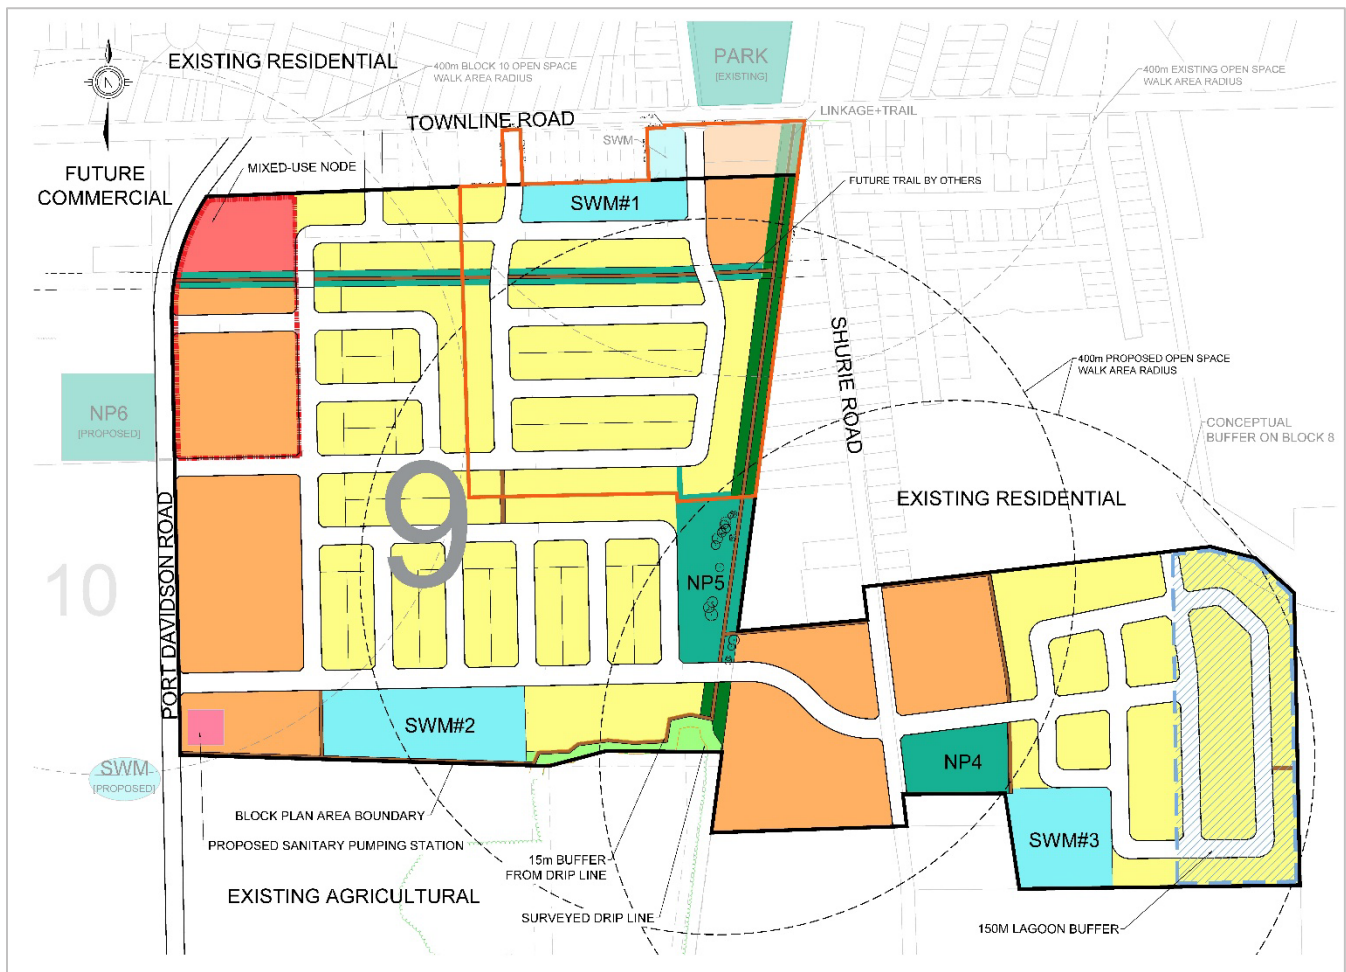 EXISTING RESIDENTIAL
400m BLOCK 10 OPEN SPACE
WALK AREA RADIUS
PARK
[EXISTING]
400m EXISTING OPEN SPACE
WALK AREA RADIUS
N
TOWNLINE ROAD
LINKAGE+TRAIL
SWM
FUTURE
COMMERCIAL
MIXED-USE NODE
FUTURE TRAIL BY OTHERS
SWM#1
SHURIE ROAD
400m PROPOSED OPEN SPACE
WALK AREA RADIUS
NP6
[PROPOSED]
CONCEPTUAL
BUFFER ON BLOCK 8
9
EXISTING RESIDENTIAL
PORT DAVIDSON ROAD
10
NP5
SWM#2
NP4
SWM
[PROPOSED]
BLOCK PLAN AREA BOUNDARY
PROPOSED SANITARY PUMPING STATION
SWM#3
15m BUFFER
FROM DRIP LINE
EXISTING AGRICULTURAL
SURVEYED DRIP LINE
150M LAGOON BUFFER